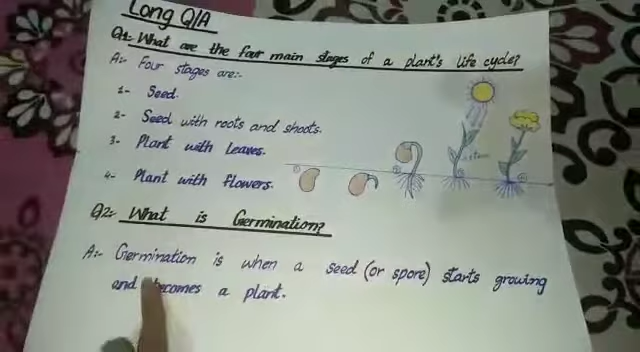 Long Q/A
Q1:- What are the four main stages of a plant's life cycle?
A:- Four stages are:-
1- Seed.
2- Seed with roots and shoots.
3- Plant with Leaves.
4- Plant with flowers.
Q2:- What is Germination?
A:- Germination is when a seed (or spore) starts growing
and becomes a plant.